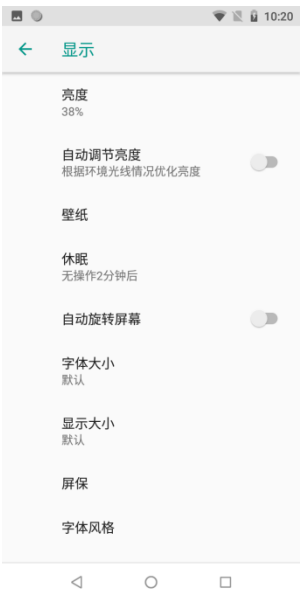 10:20
显示
亮度
38%
自动调节亮度
根据环境光线情况优化亮度
壁纸
休眠
无操作2分钟后
自动旋转屏幕
字体大小
默认
显示大小
默认
屏保
字体风格